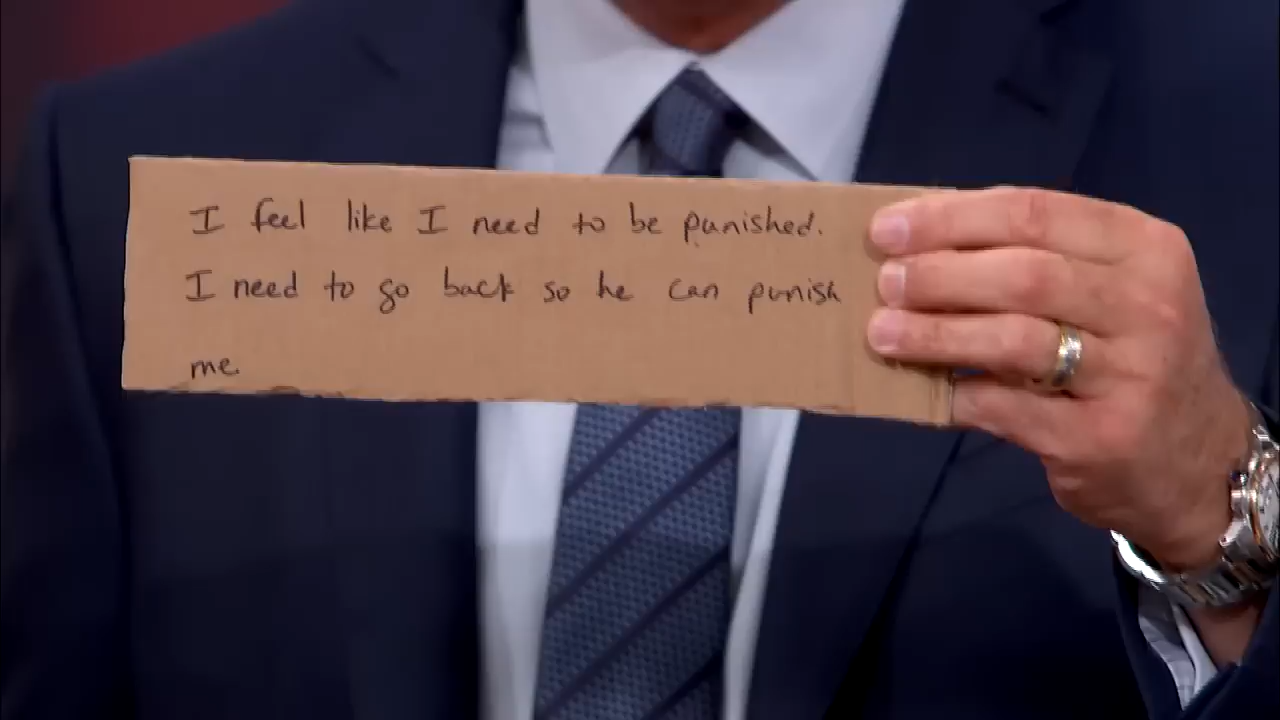 I feel like I need to be punished.
I need to go back so he can punish
me.